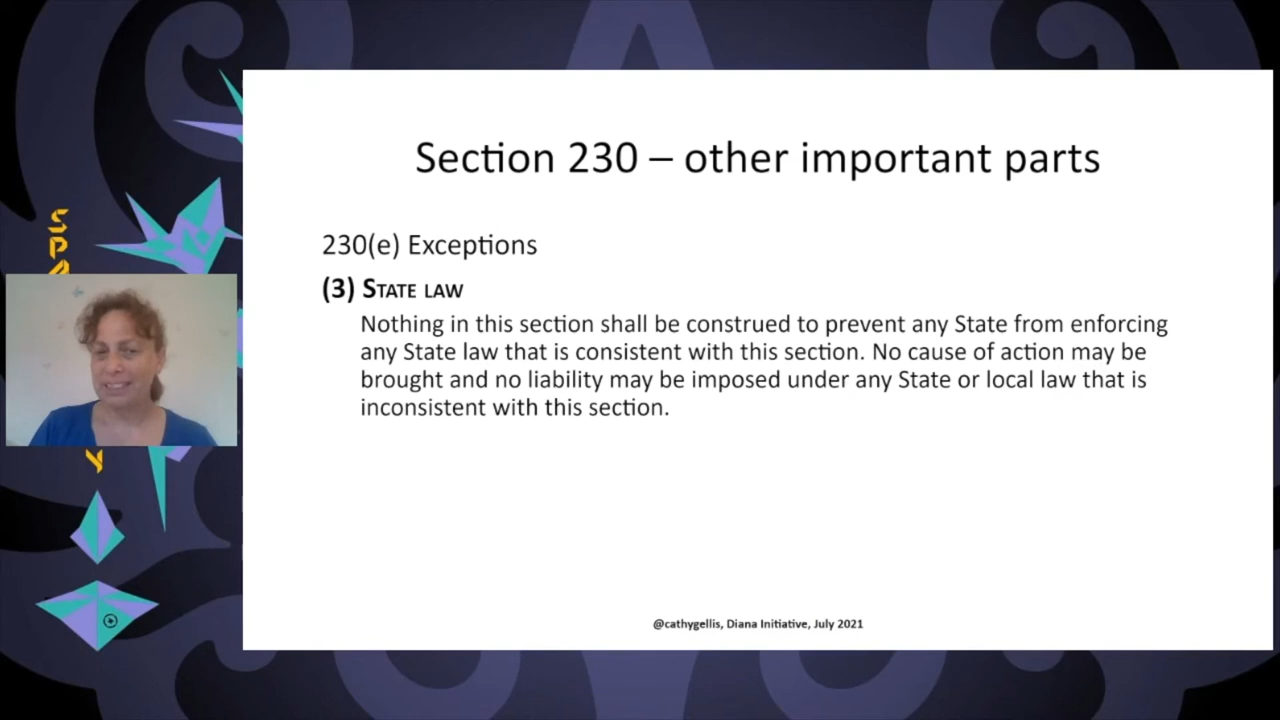 Section 230 – other important parts
230(e) Exceptions
(3) STATE LAW
Nothing in this section shall be construed to prevent any State from enforcing
any State law that is consistent with this section. No cause of action may be
brought and no liability may be imposed under any State or local law that is
inconsistent with this section.
@cathygellis, Diana Initiative, July 2021